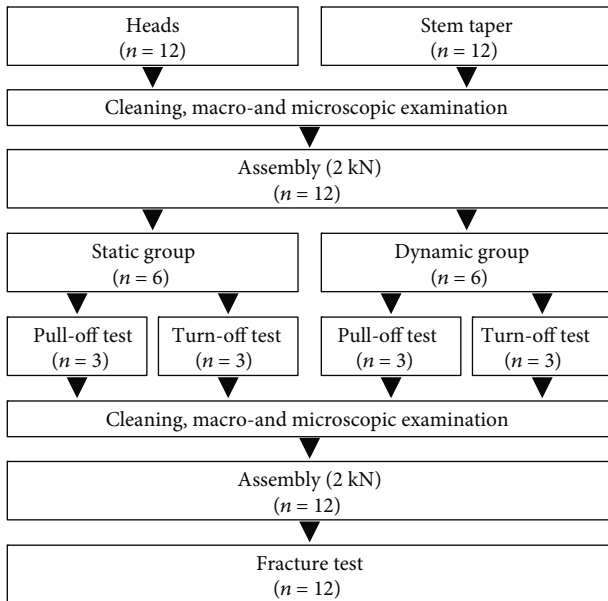 Heads
(n = 12)
Stem taper
(n = 12)
Cleaning, macro-and microscopic examination
Assembly (2 kN)
(n = 12)
Static group
(n = 6)
Dynamic group
(n = 6)
Pull-off test
(n = 3)
Turn-off test
(n = 3)
Pull-off test
(n = 3)
Turn-off test
(n = 3)
Cleaning, macro-and microscopic examination
Assembly (2 kN)
(n = 12)
Fracture test
(n = 12)